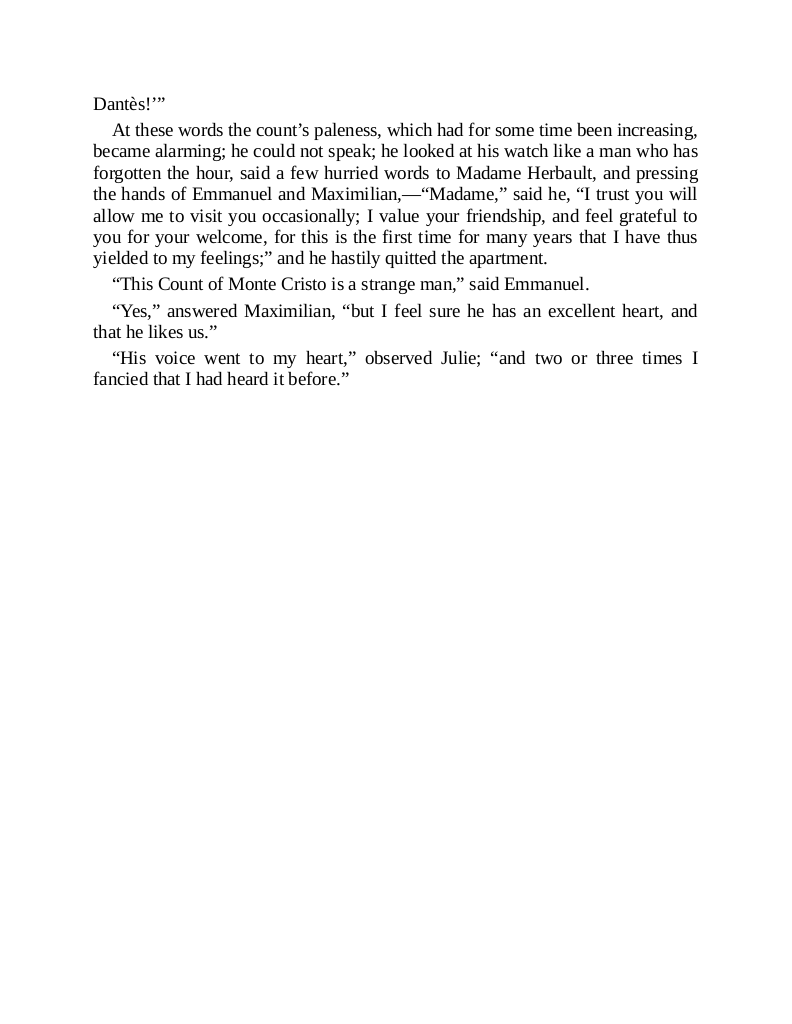 Dantès!’”
At these words the count’s paleness, which had for some time been increasing,
became alarming; he could not speak; he looked at his watch like a man who has
forgotten the hour, said a few hurried words to Madame Herbault, and pressing
the hands of Emmanuel and Maximilian,—“Madame,” said he, “I trust you will
allow me to visit you occasionally; I value your friendship, and feel grateful to
you for your welcome, for this is the first time for many years that I have thus
yielded to my feelings;” and he hastily quitted the apartment.
“This Count of Monte Cristo is a strange man,” said Emmanuel.
“Yes,” answered Maximilian, “but I feel sure he has an excellent heart, and
that he likes us.”
“His voice went to my heart,” observed Julie; “and two or three times I
fancied that I had heard it before.”